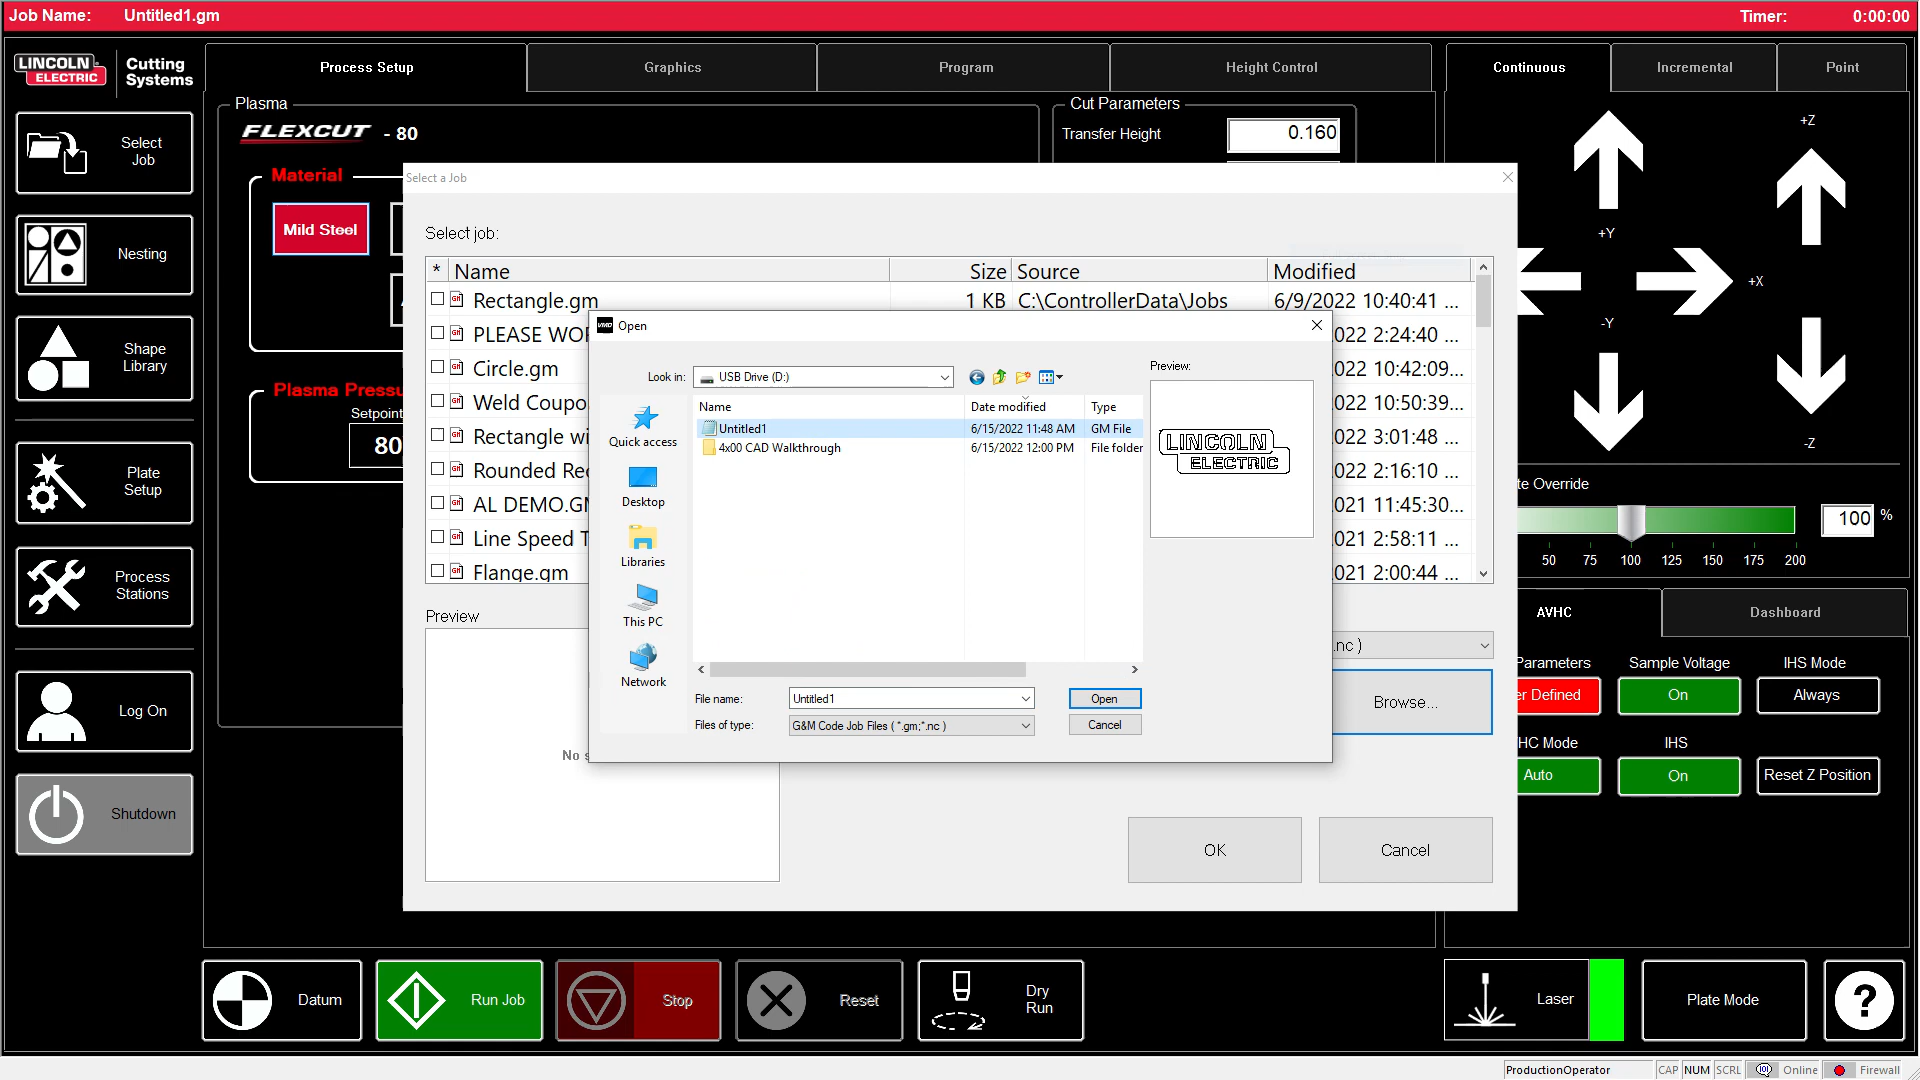 Job Name: Untitled1.gm Timer: 0:00:00
LINCOLN ELECTRIC Cutting Systems
Process Setup Graphics Program Height Control Continuous Incremental Point
Select Job
Nesting
Shape Library
Plate Setup
Process Stations
Log On
Shutdown
Plasma
FLEXCUT - 80
Material
Mild Steel
Plasma Pressu
Setpoint
80
Cut Parameters
Transfer Height 0.160
Select a Job
Select job:
* Name Size Source Modified
Rectangle.gm 1 KB C:\ControllerData\Jobs 6/9/2022 10:40:41 ...
PLEASE WO 022 2:24:40 ...
Circle.gm 022 10:42:09...
Weld Coupo 022 10:50:39...
Rectangle wi 022 3:01:48 ...
Rounded Rec 022 2:16:10 ...
AL DEMO.G 021 11:45:30...
Line Speed T 021 2:58:11 ...
Flange.gm 021 2:00:44 ...
Preview
No s
.nc )
Browse...
OK Cancel
Open
Look in: USB Drive (D:)
Name Date modified Type
Untitled1 6/15/2022 11:48 AM GM File
4x00 CAD Walkthrough 6/15/2022 12:00 PM File folder
Quick access
Desktop
Libraries
This PC
Network
File name: Untitled1 Open
Files of type: G&M Code Job Files ( *.gm;*.nc ) Cancel
Preview:
LINCOLN
ELECTRIC
+Z
+Y
+X
-Y
-Z
te Override
100 %
50 75 100 125 150 175 200
AVHC Dashboard
Parameters Sample Voltage IHS Mode
er Defined On Always
HC Mode IHS
Auto On Reset Z Position
Datum Run Job Stop Reset Dry Run Laser Plate Mode ?
ProductionOperator CAP NUM SCRL Online Firewall